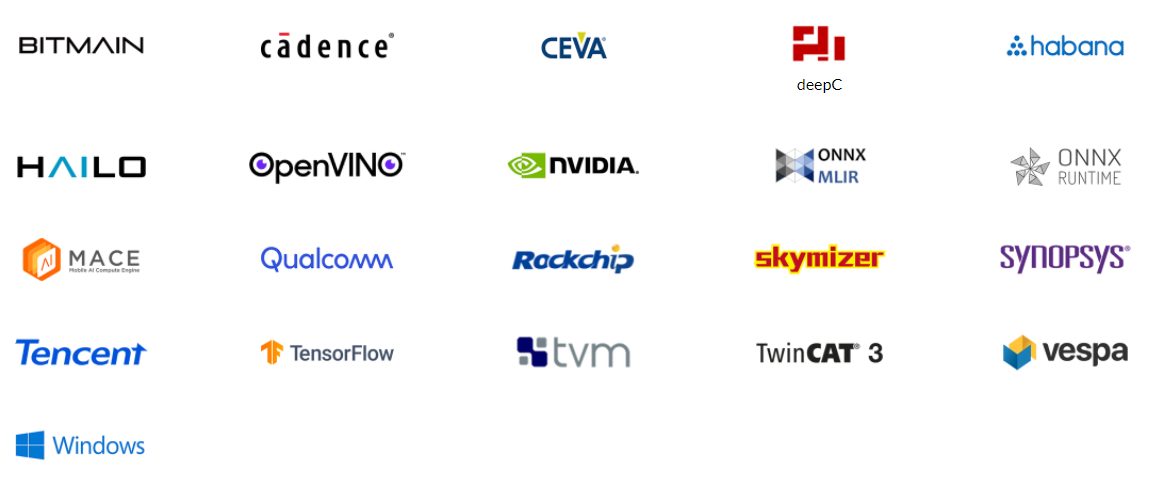 BITMAIN
cādence®
CEVA®
deepC
habana
HAILO
OpenVINO™
NVIDIA.
ONNX
MLIR
ONNX
RUNTIME
MACE
Mobile AI Compute Engine
AI
Qualcomm
Rockchip
skymizer
SYNOPSYS®
Tencent
TensorFlow
tvm
TwinCAT® 3
vespa
Windows